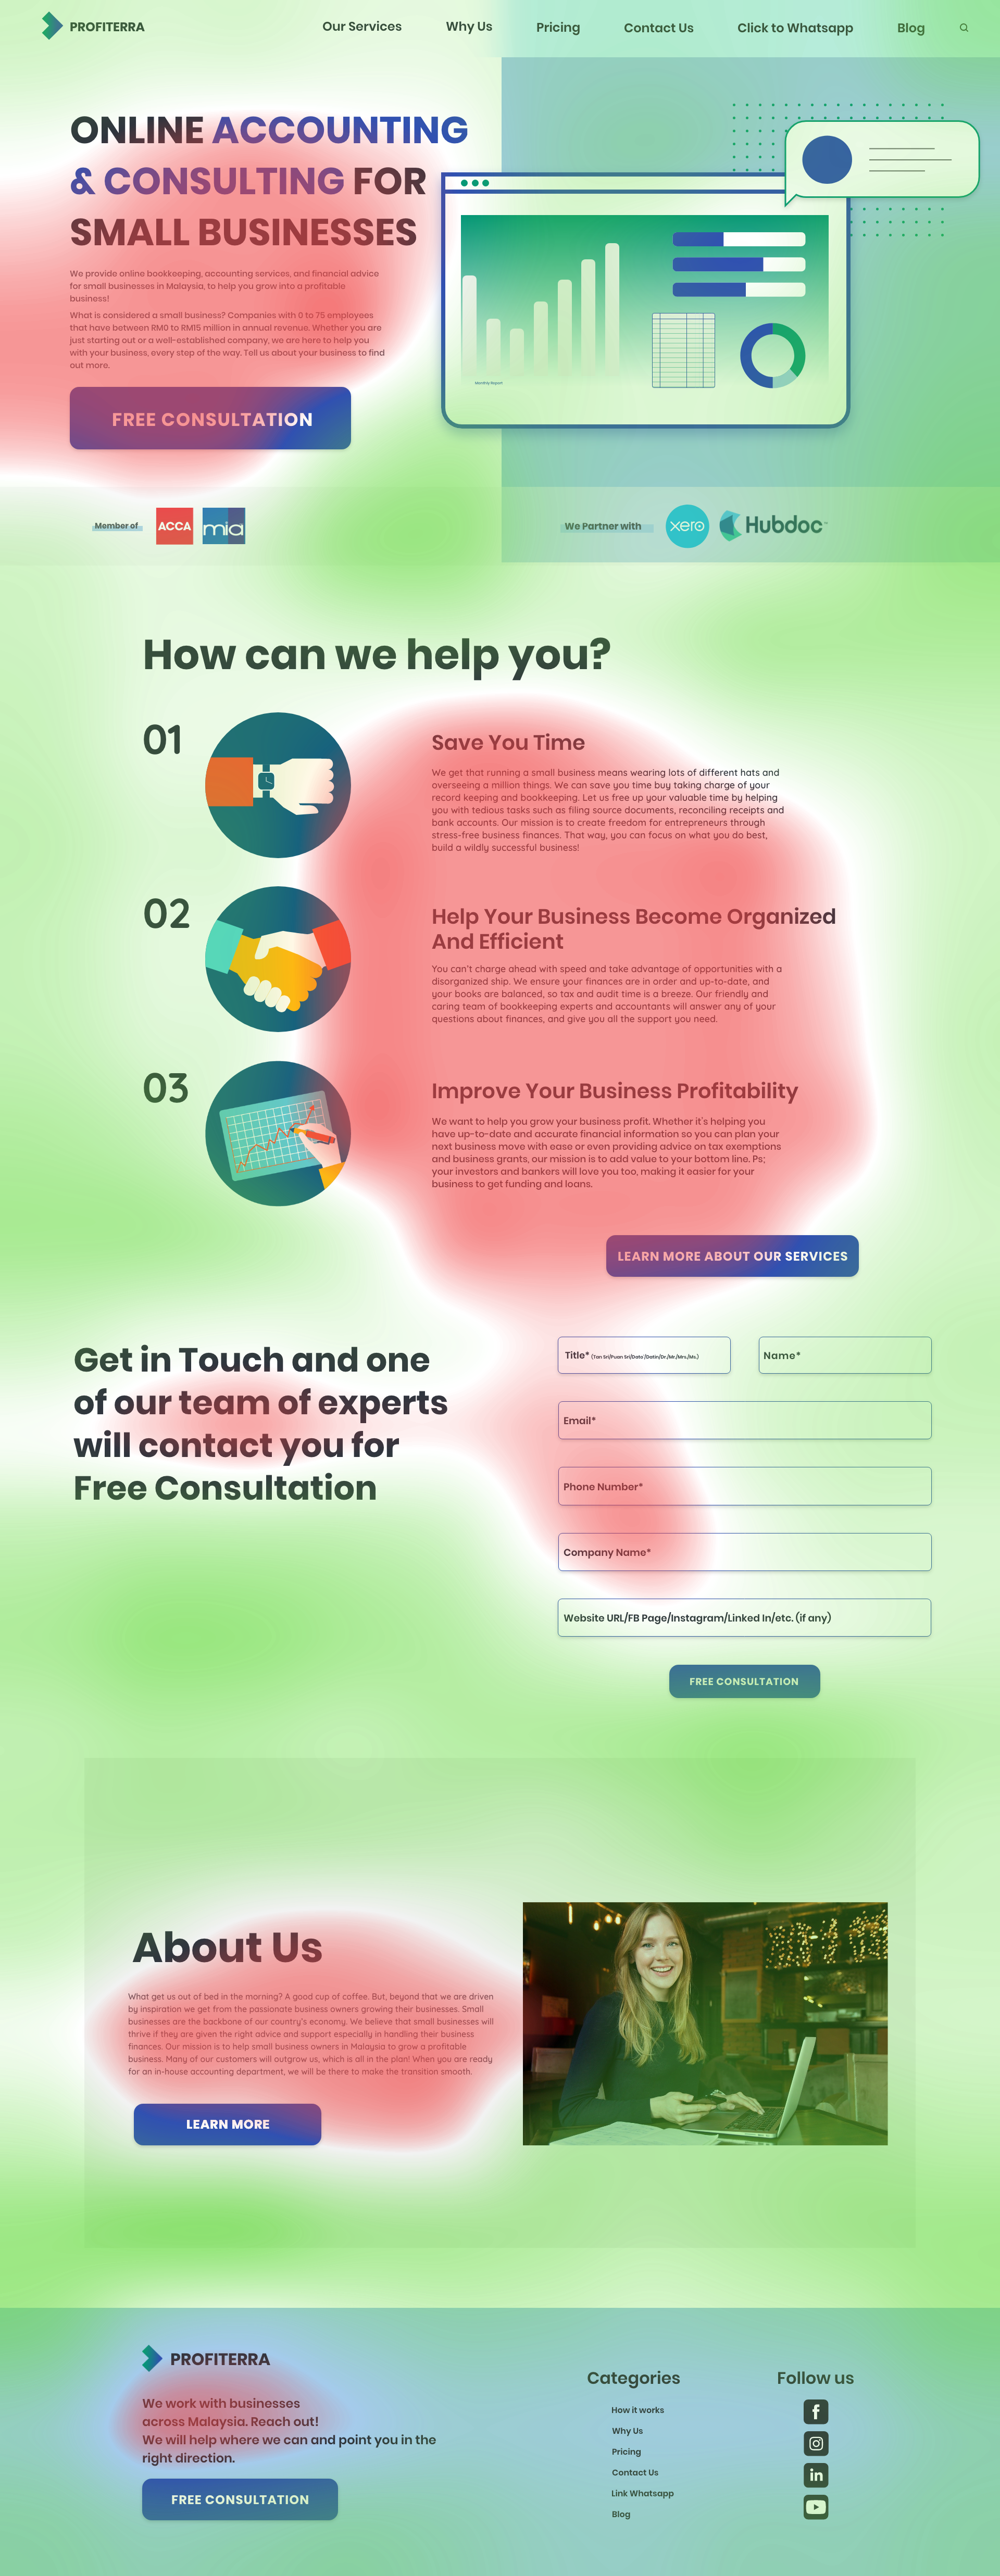 PROFITERRA
Our Services
Why Us
Pricing
Contact Us
Click to Whatsapp
Blog
ONLINE ACCOUNTING
& CONSULTING FOR
SMALL BUSINESSES
We provide online bookkeeping, accounting services, and financial advice
for small businesses in Malaysia, to help you grow into a profitable
business!
What is considered a small business? Companies with 0 to 75 employees
that have between RM0 to RM15 million in annual revenue. Whether you are
just starting out or a well-established company, we are here to help you
with your business, every step of the way. Tell us about your business to find
out more.
FREE CONSULTATION
Monthly Report
Member of
ACCA
mia
We Partner with
xero
Hubdoc
How can we help you?
01
Save You Time
We get that running a small business means wearing lots of different hats and
overseeing a million things. We can save you time buy taking charge of your
record keeping and bookkeeping. Let us free up your valuable time by helping
you with tedious tasks such as filing source documents, reconciling receipts and
bank accounts. Our mission is to create freedom for entrepreneurs through
stress-free business finances. That way, you can focus on what you do best,
build a wildly successful business!
02
Help Your Business Become Organized
And Efficient
You can't charge ahead with speed and take advantage of opportunities with a
disorganized ship. We ensure your finances are in order and up-to-date, and
your books are balanced, so tax and audit time is a breeze. Our friendly and
caring team of bookkeeping experts and accountants will answer any of your
questions about finances, and give you all the support you need.
03
Improve Your Business Profitability
We want to help you grow your business profit. Whether it's helping you
have up-to-date and accurate financial information so you can plan your
next business move with ease or even providing advice on tax exemptions
and business grants, our mission is to add value to your bottom line. Ps;
your investors and bankers will love you too, making it easier for your
business to get funding and loans.
LEARN MORE ABOUT OUR SERVICES
Get in Touch and one
of our team of experts
will contact you for
Free Consultation
Title* (Tan Sri/Puan Sri/Dato'/Datin/Dr./Mr./Mrs./Ms.)
Name*
Email*
Phone Number*
Company Name*
Website URL/FB Page/Instagram/Linked In/etc. (if any)
FREE CONSULTATION
About Us
What get us out of bed in the morning? A good cup of coffee. But, beyond that we are driven
by inspiration we get from the passionate business owners growing their businesses. Small
businesses are the backbone of our country's economy. We believe that small businesses will
thrive if they are given the right advice and support especially in handling their business
finances. Our mission is to help small business owners in Malaysia to grow a profitable
business. Many of our customers will outgrow us, which is all in the plan! When you are ready
for an in-house accounting department, we will be there to make the transition smooth.
LEARN MORE
PROFITERRA
We work with businesses
across Malaysia. Reach out!
We will help where we can and point you in the
right direction.
FREE CONSULTATION
Categories
How it works
Why Us
Pricing
Contact Us
Link Whatsapp
Blog
Follow us